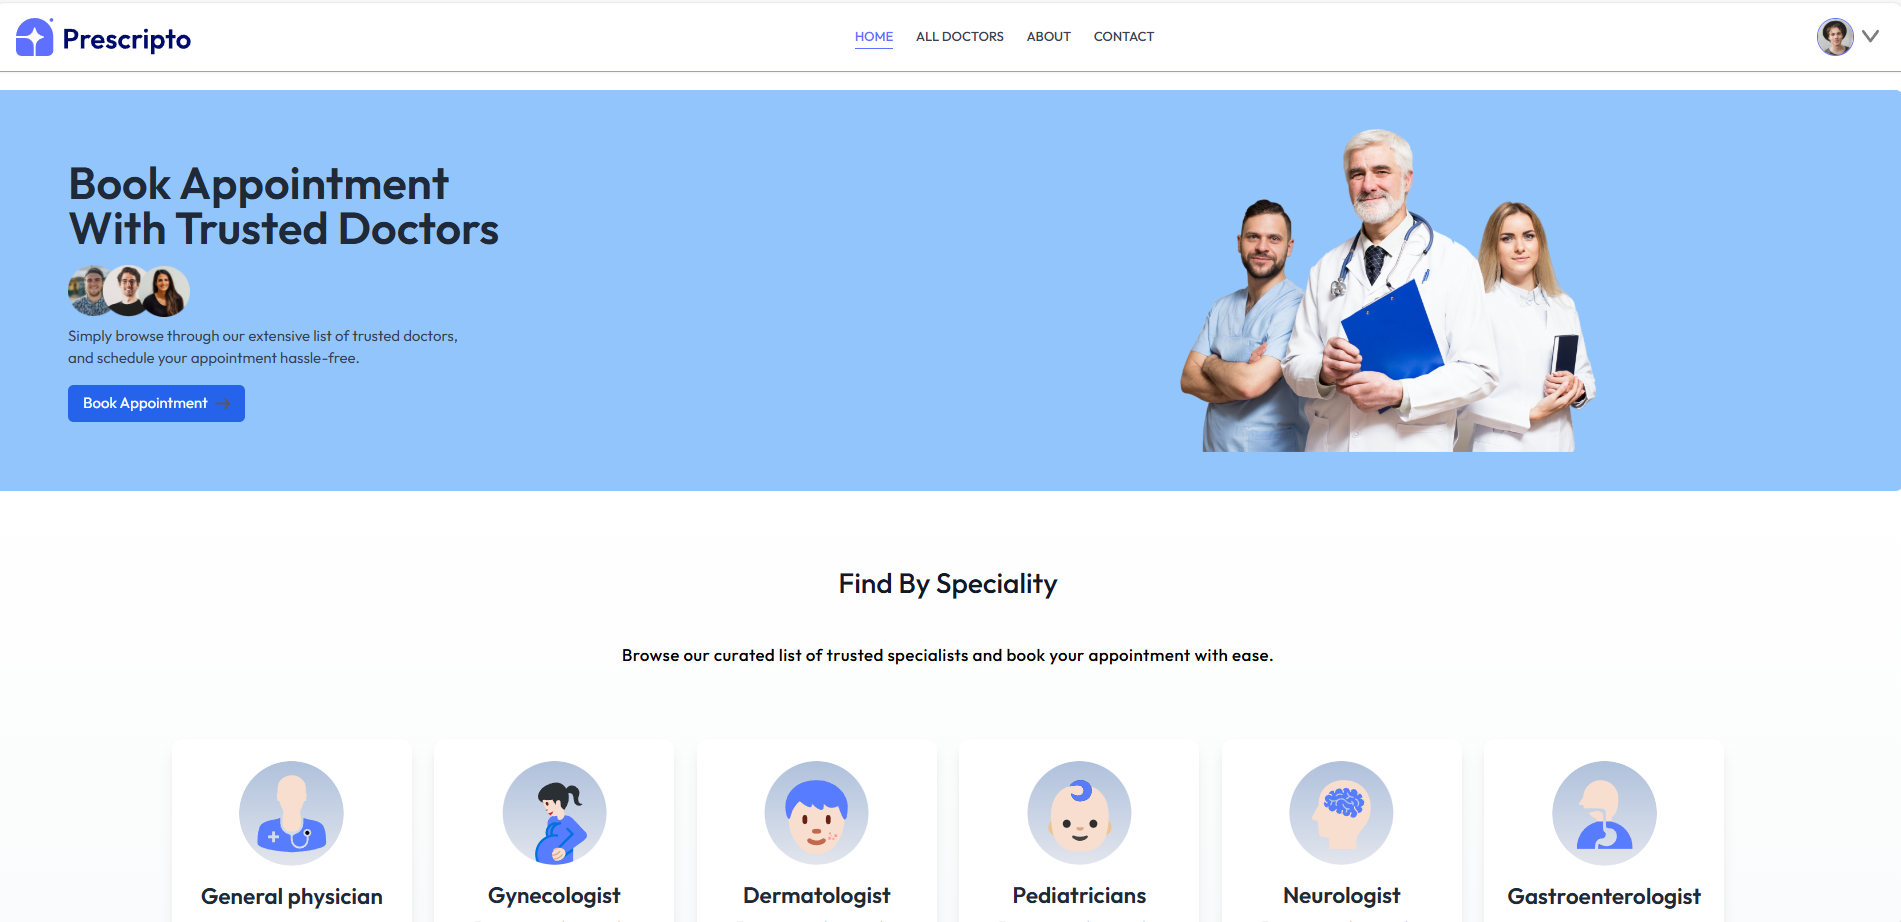 Prescripto
HOME ALL DOCTORS ABOUT CONTACT
Book Appointment
With Trusted Doctors
Simply browse through our extensive list of trusted doctors,
and schedule your appointment hassle-free.
Book Appointment →
Find By Speciality
Browse our curated list of trusted specialists and book your appointment with ease.
General physician
Gynecologist
Dermatologist
Pediatricians
Neurologist
Gastroenterologist